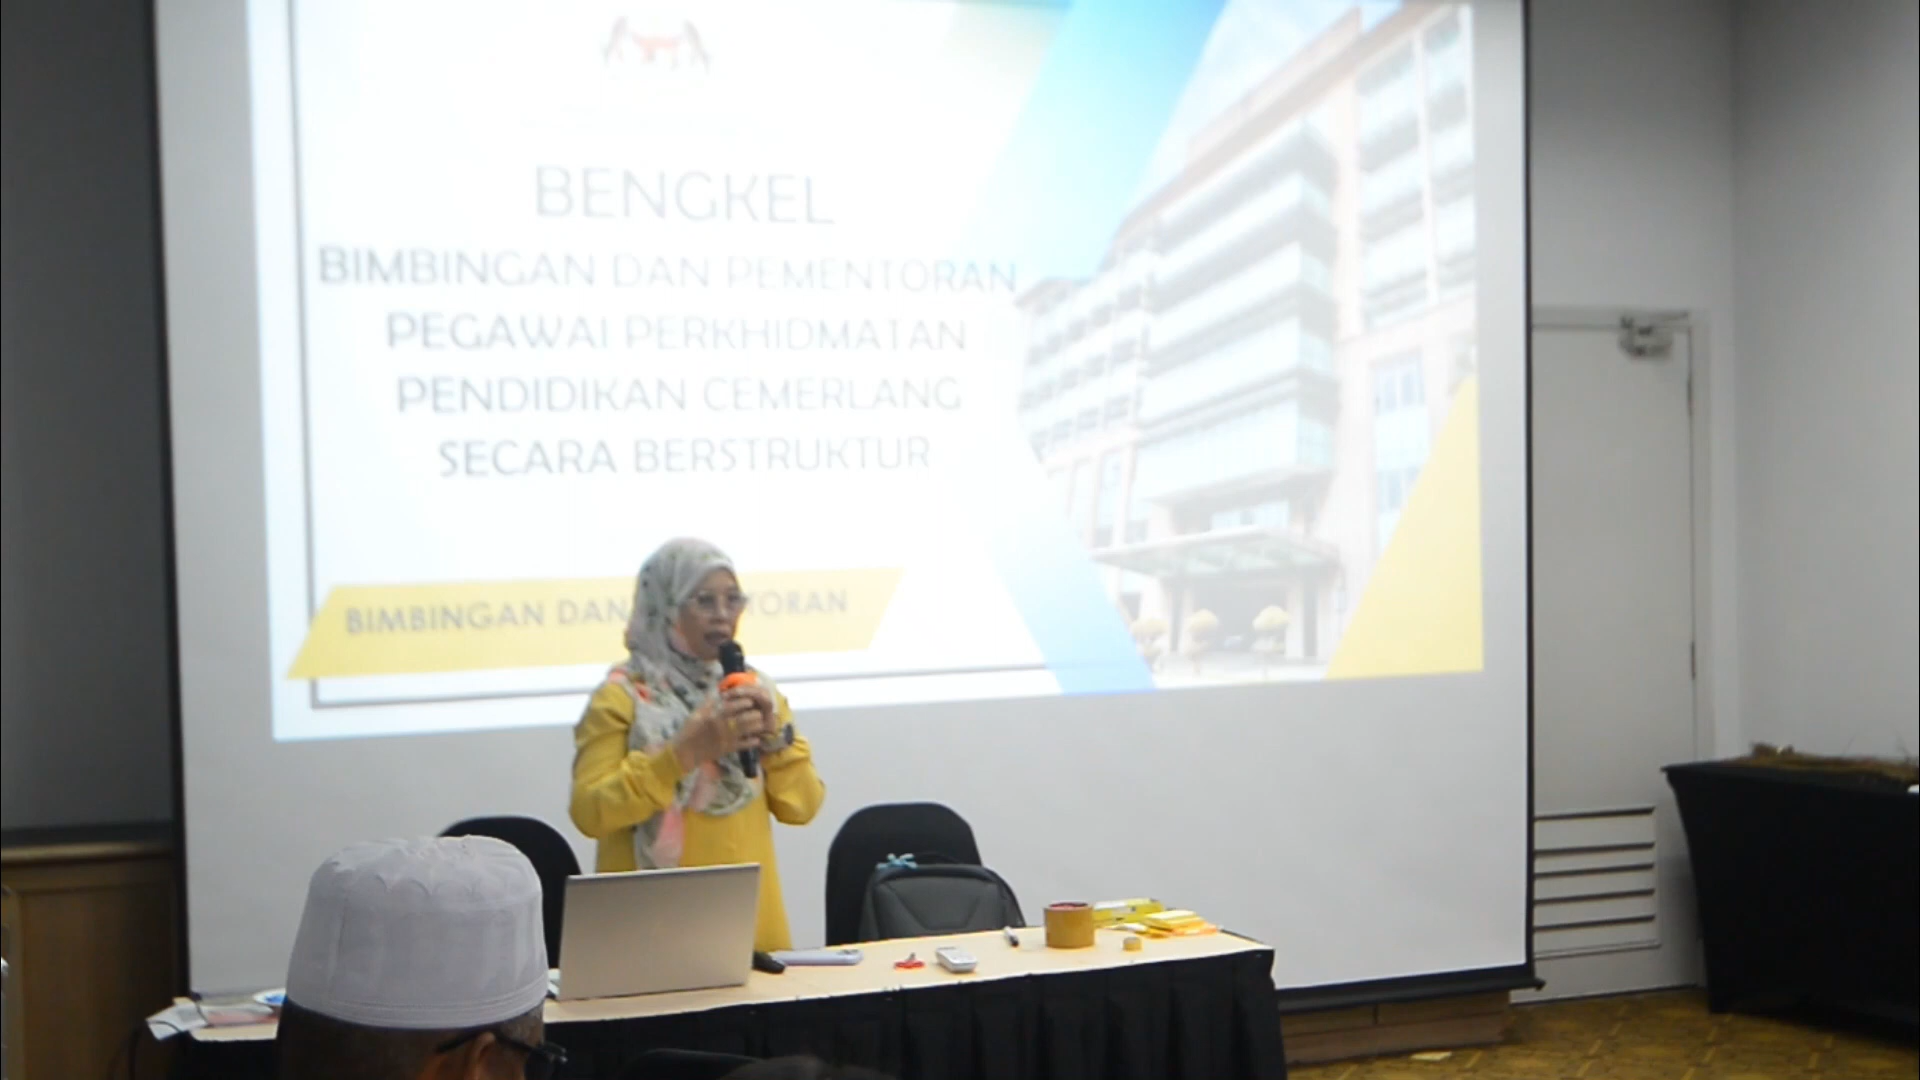 BENGKEL
BIMBINGAN DAN PEMENTORAN
PEGAWAI PERKHIDMATAN
PENDIDIKAN CEMERLANG
SECARA BERSTRUKTUR
BIMBINGAN DAN TORAN